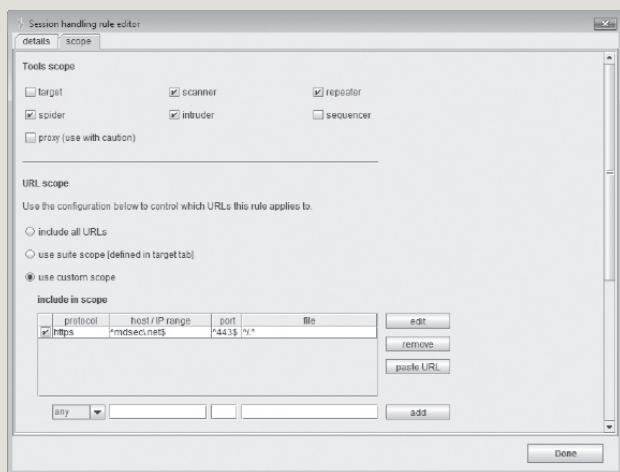 Session handling rule editor
details scope
Tools scope
target scanner repeater
spider intruder sequencer
proxy (use with caution)
URL scope
Use the configuration below to control which URLs this rule applies to.
include all URLs
use suite scope [defined in target tab]
use custom scope
include in scope
protocol host / IP range port file
https ^mdsec\.net$ ^443$ ^/.* edit
remove
paste URL
any add
Done